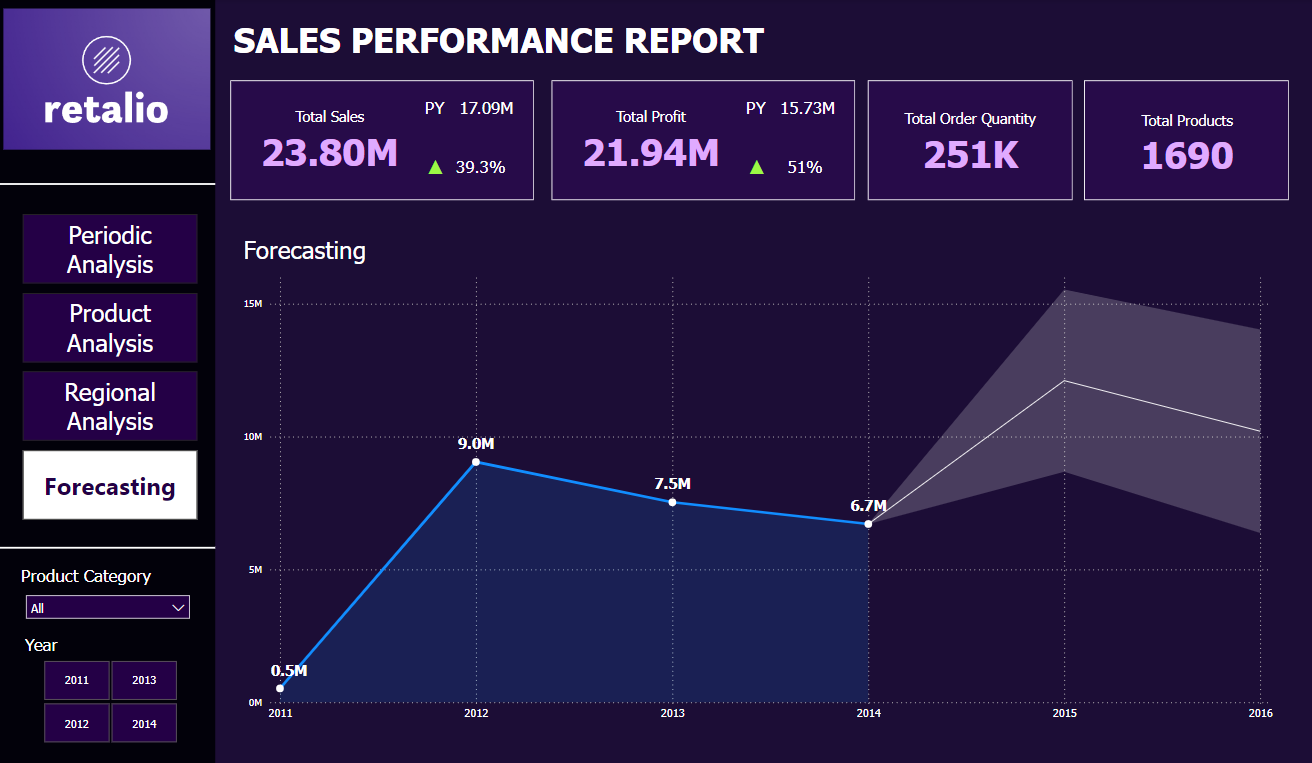 retalio
SALES PERFORMANCE REPORT
Total Sales
23.80M
PY 17.09M
39.3%
Total Profit
21.94M
PY 15.73M
51%
Total Order Quantity
251K
Total Products
1690
Periodic
Analysis
Product
Analysis
Regional
Analysis
Forecasting
Product Category
All
Year
2011 2013
2012 2014
Forecasting
15M
10M
5M
0M
0.5M
9.0M
7.5M
6.7M
2011 2012 2013 2014 2015 2016